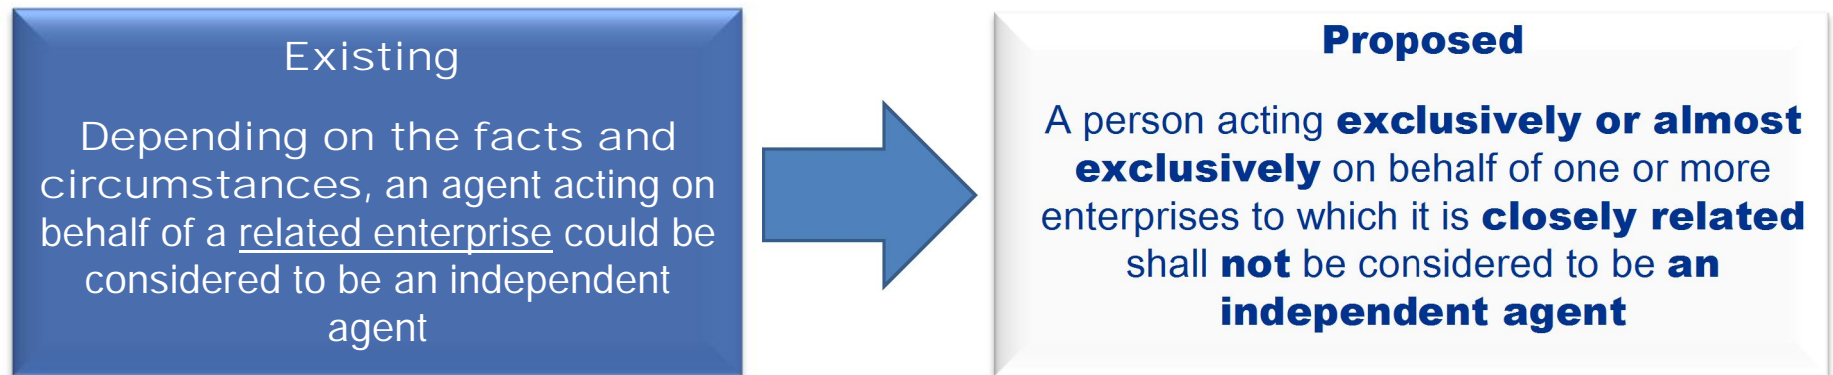 Existing
Depending on the facts and
circumstances, an agent acting on
behalf of a related enterprise could be
considered to be an independent
agent
Proposed
A person acting exclusively or almost
exclusively on behalf of one or more
enterprises to which it is closely related
shall not be considered to be an
independent agent